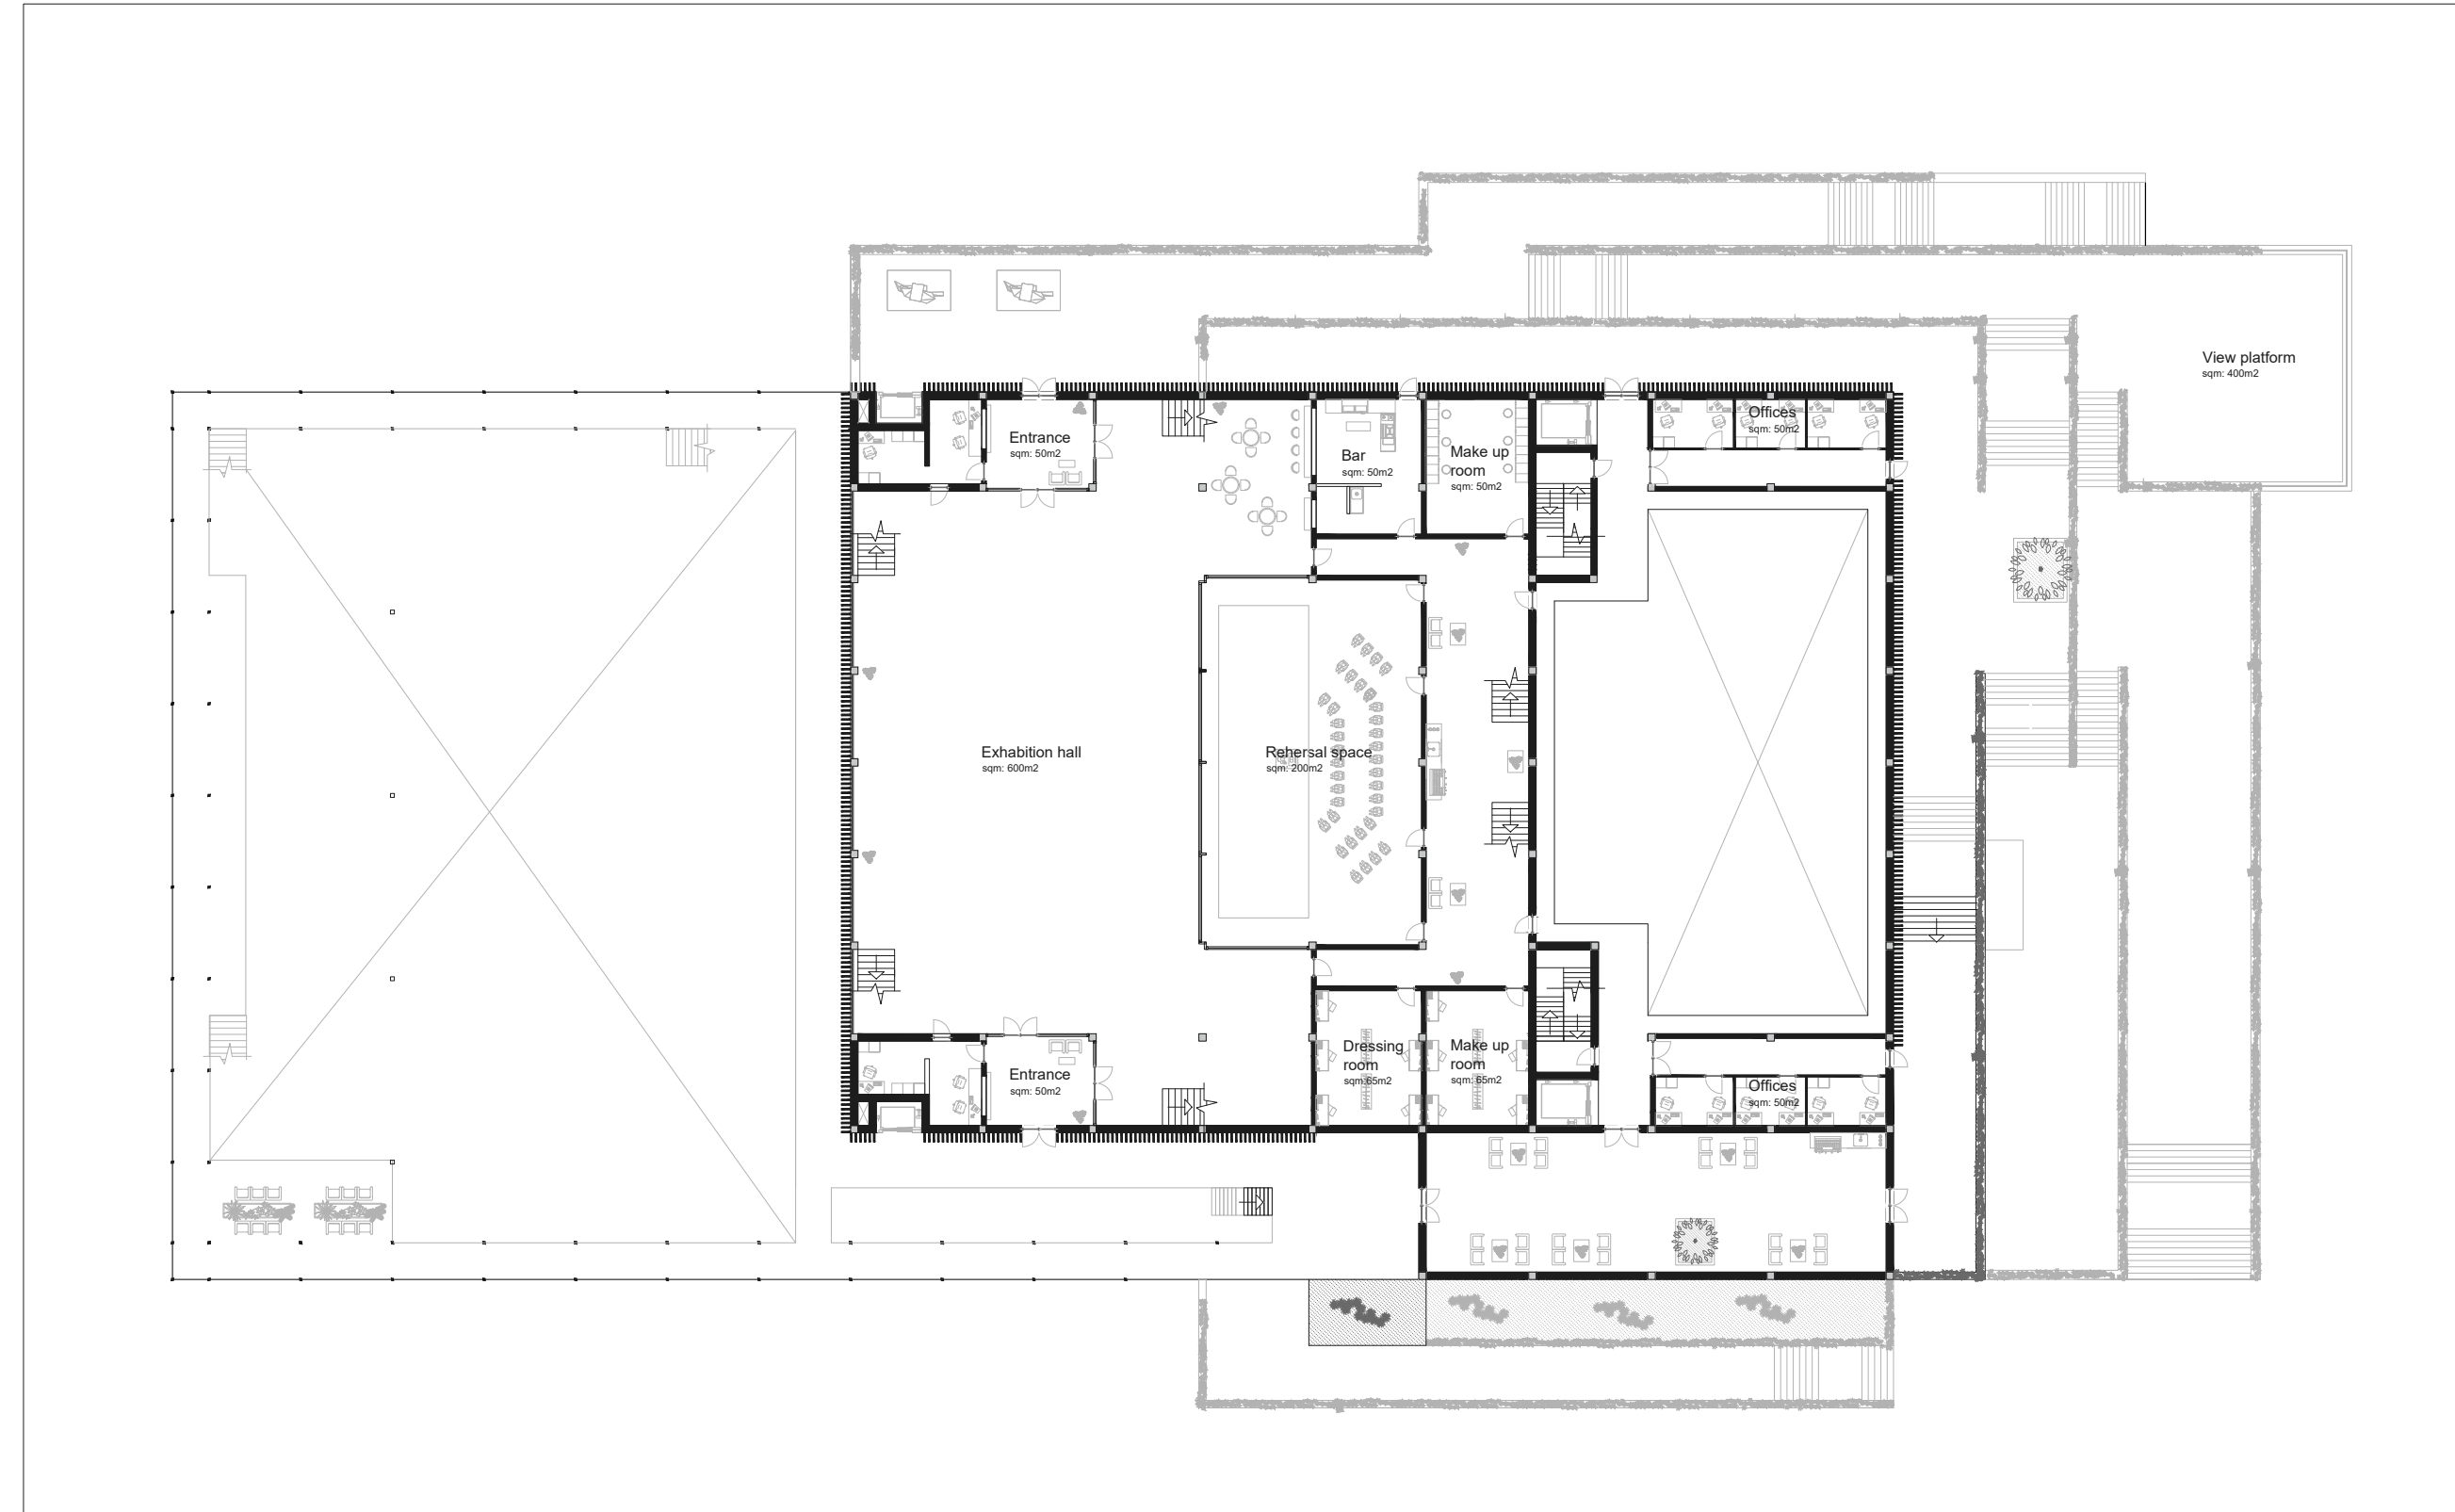 View platform
sqm: 400m2
Offices
sqm: 50m2
Entrance
sqm: 50m2
Bar
sqm: 50m2
Make up
room
sqm: 50m2
Exhabition hall
sqm: 600m2
Rehersal space
sqm: 200m2
Dressing
room
sqm:65m2
Make up
room
sqm: 65m2
Entrance
sqm: 50m2
Offices
sqm: 50m2